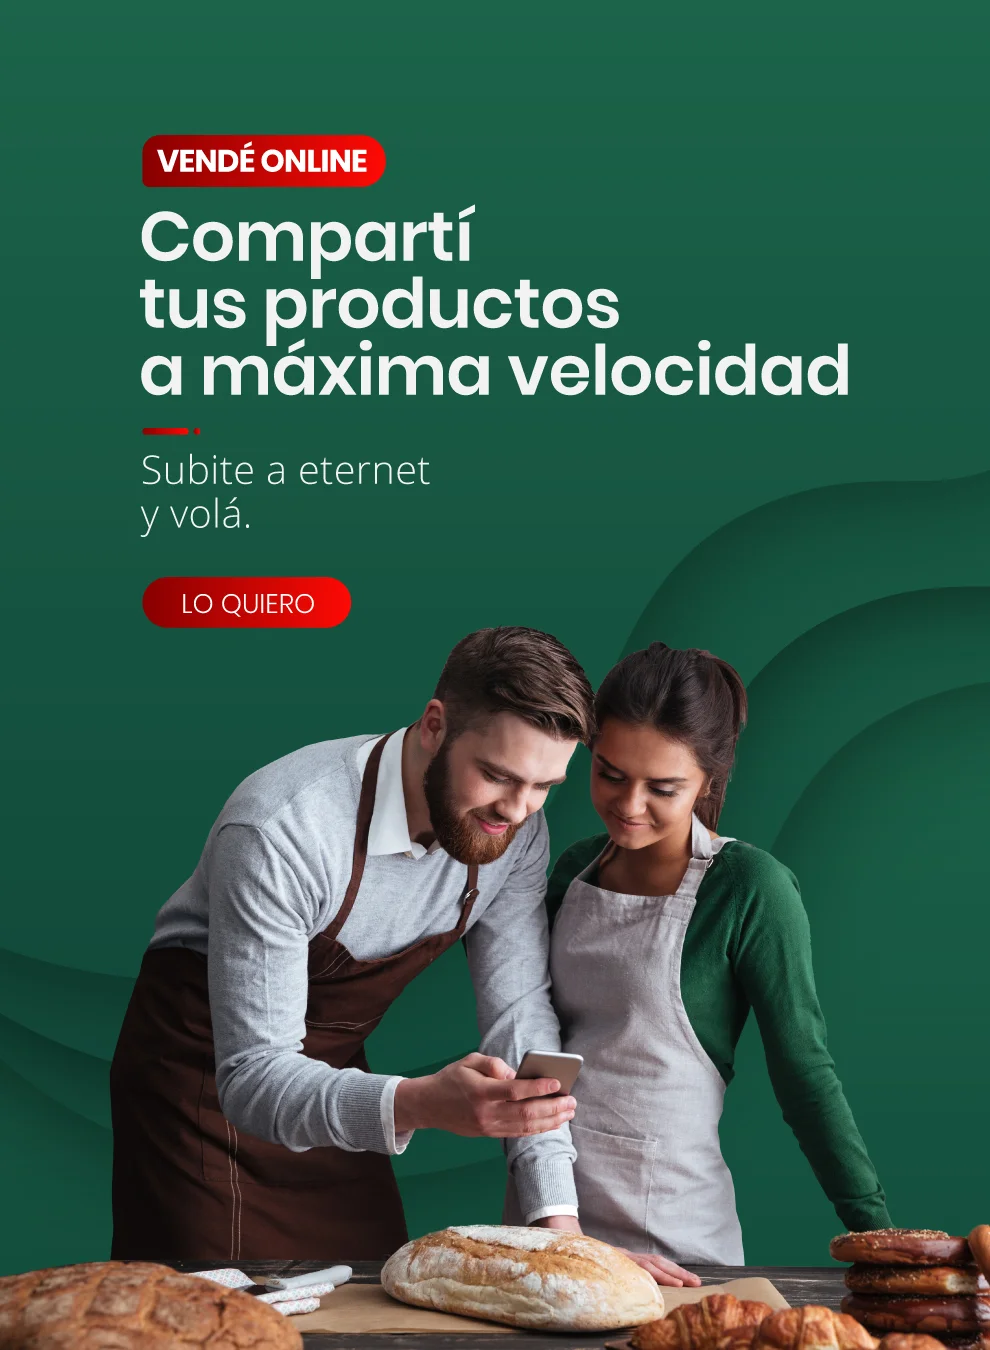 VENDÉ ONLINE
Compartí
tus productos
a máxima velocidad
Subite a eternet
y volá.
LO QUIERO